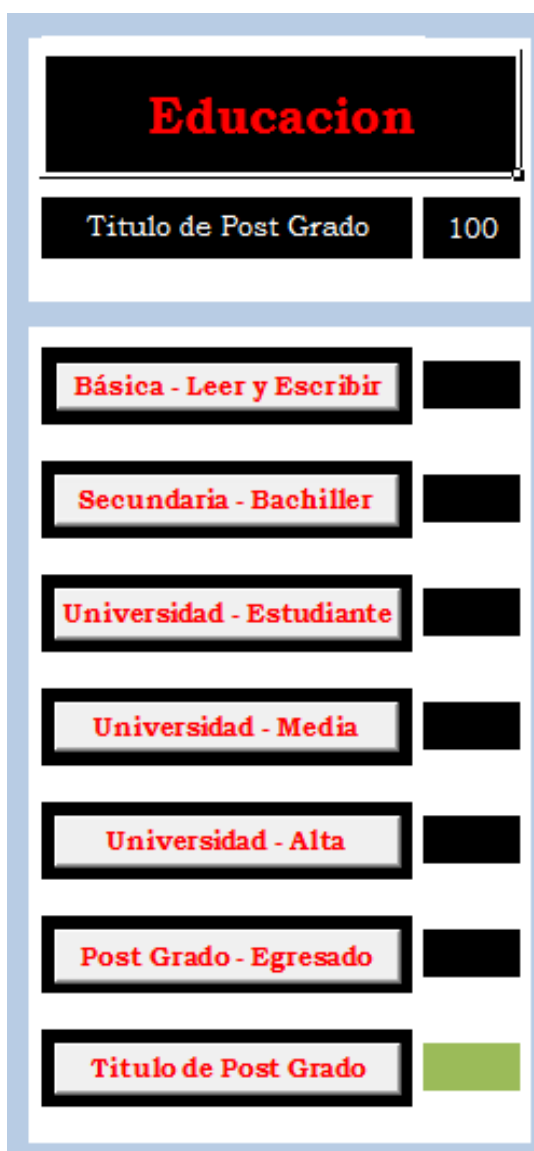 Educacion
Titulo de Post Grado 100
Básica - Leer y Escribir
Secundaria - Bachiller
Universidad - Estudiante
Universidad - Media
Universidad - Alta
Post Grado - Egresado
Titulo de Post Grado